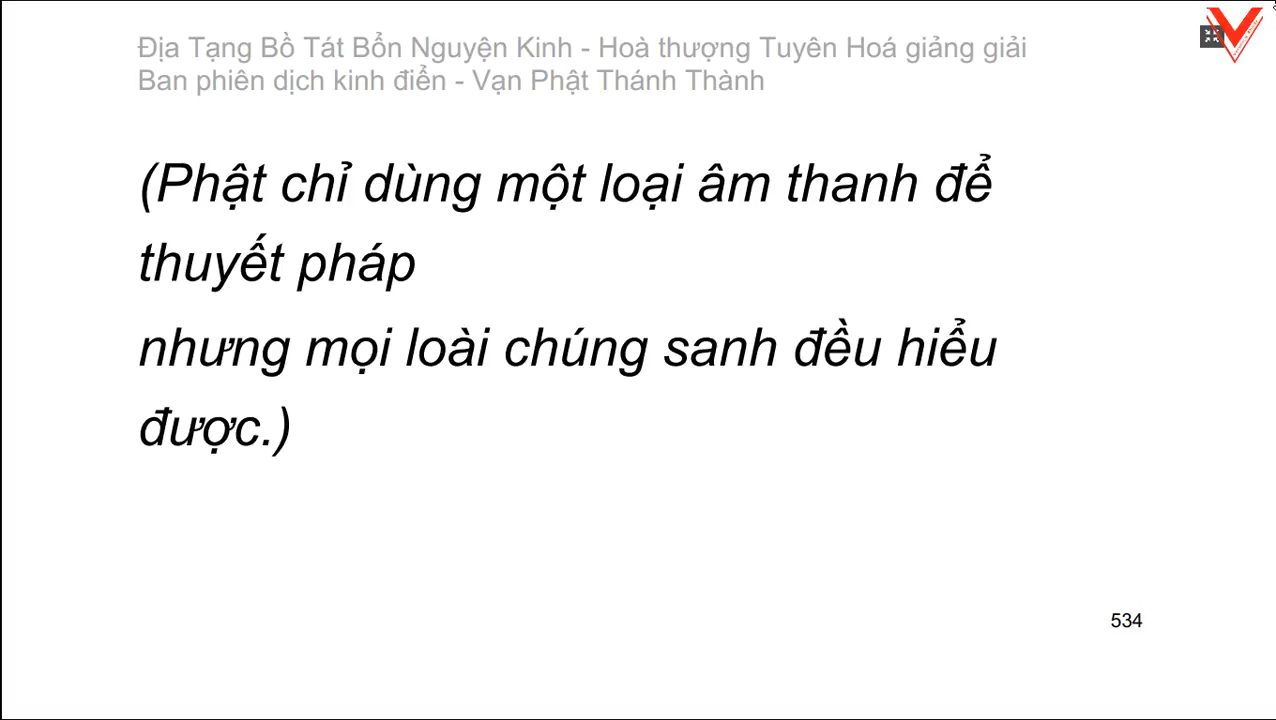 Địa Tạng Bồ Tát Bổn Nguyện Kinh - Hoà thượng Tuyên Hoá giảng giải
Ban phiên dịch kinh điển - Vạn Phật Thánh Thành
(Phật chỉ dùng một loại âm thanh để
thuyết pháp
nhưng mọi loài chúng sanh đều hiểu
được.)
534